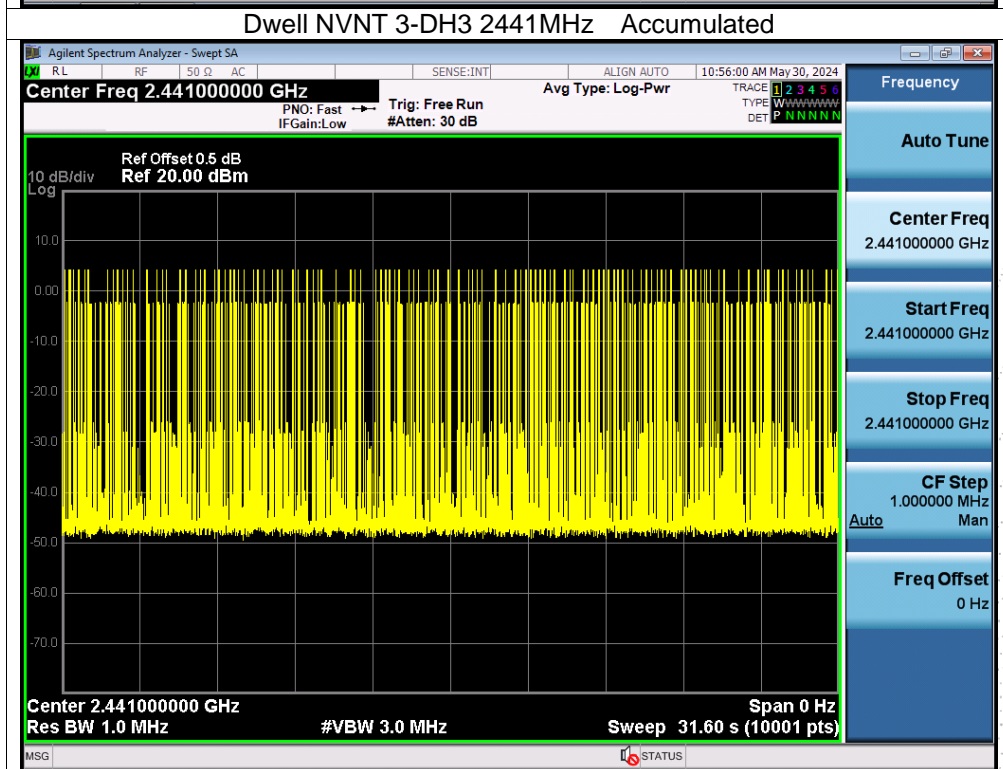 Dwell NVNT 3-DH3 2441MHz Accumulated
Agilent Spectrum Analyzer - Swept SA
LXI RL RF 50 Ω AC SENSE:INT ALIGN AUTO 10:56:00 AM May 30, 2024
Center Freq 2.441000000 GHz
PNO: Fast
IFGain:Low
Trig: Free Run
#Atten: 30 dB
Avg Type: Log-Pwr
TRACE 1 2 3 4 5 6
TYPE WWWWWW
DET P N N N N N
Ref Offset 0.5 dB
10 dB/div Ref 20.00 dBm
Log
10.0
0.00
-10.0
-20.0
-30.0
-40.0
-50.0
-60.0
-70.0
Center 2.441000000 GHz Span 0 Hz
Res BW 1.0 MHz #VBW 3.0 MHz Sweep 31.60 s (10001 pts)
MSG STATUS
Frequency
Auto Tune
Center Freq
2.441000000 GHz
Start Freq
2.441000000 GHz
Stop Freq
2.441000000 GHz
CF Step
1.000000 MHz
Auto Man
Freq Offset
0 Hz